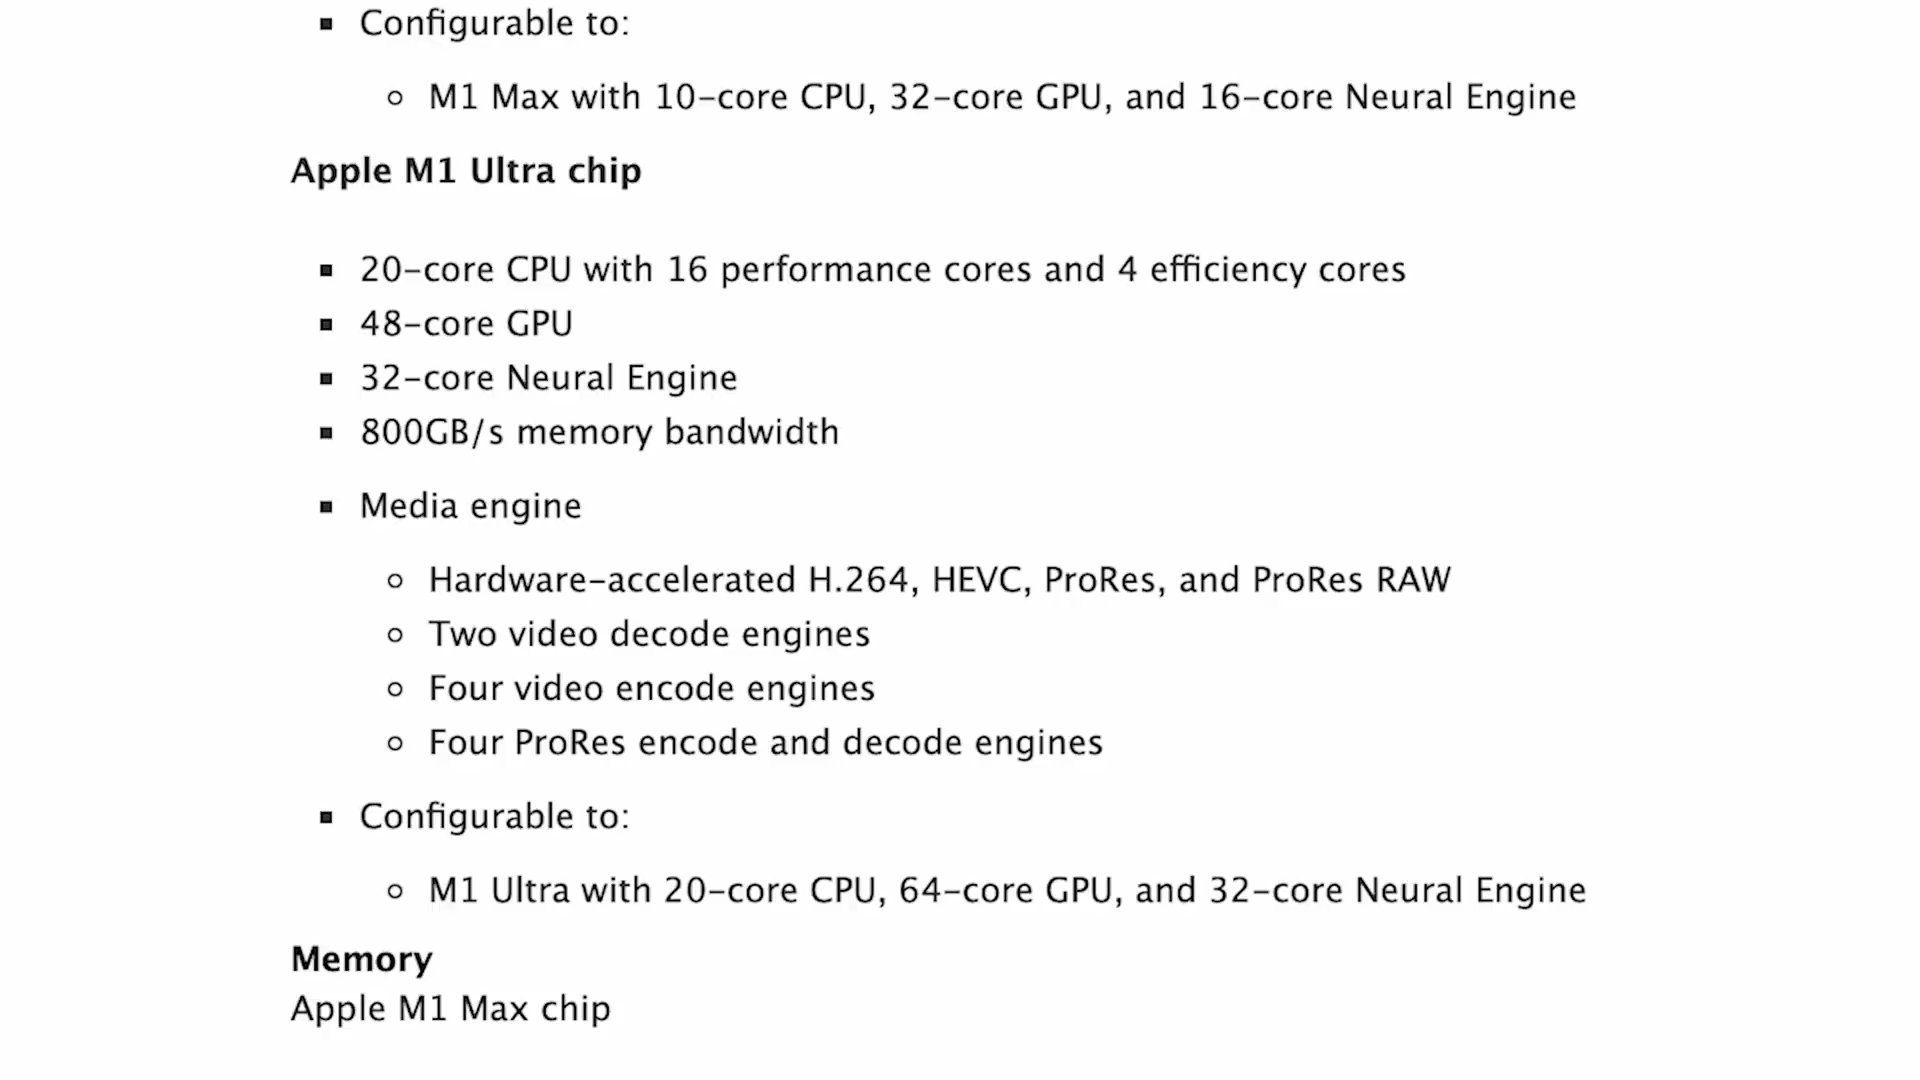 Configurable to:
M1 Max with 10-core CPU, 32-core GPU, and 16-core Neural Engine
Apple M1 Ultra chip
20-core CPU with 16 performance cores and 4 efficiency cores
48-core GPU
32-core Neural Engine
800GB/s memory bandwidth
Media engine
Hardware-accelerated H.264, HEVC, ProRes, and ProRes RAW
Two video decode engines
Four video encode engines
Four ProRes encode and decode engines
Configurable to:
M1 Ultra with 20-core CPU, 64-core GPU, and 32-core Neural Engine
Memory
Apple M1 Max chip